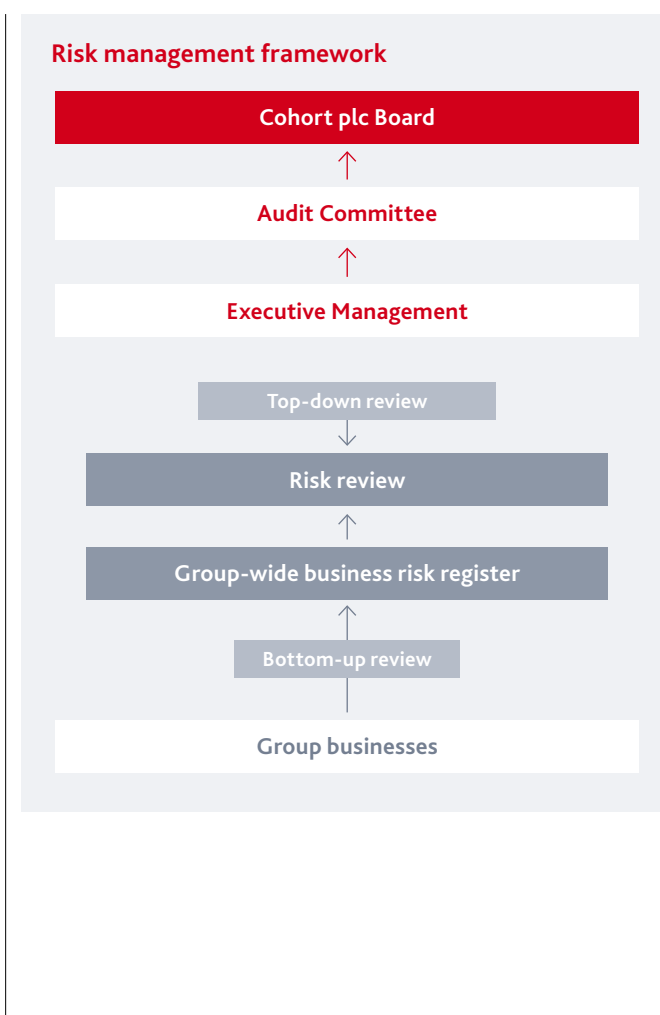 Risk management framework
Cohort plc Board
Audit Committee
Executive Management
Top-down review
Risk review
Group-wide business risk register
Bottom-up review
Group businesses